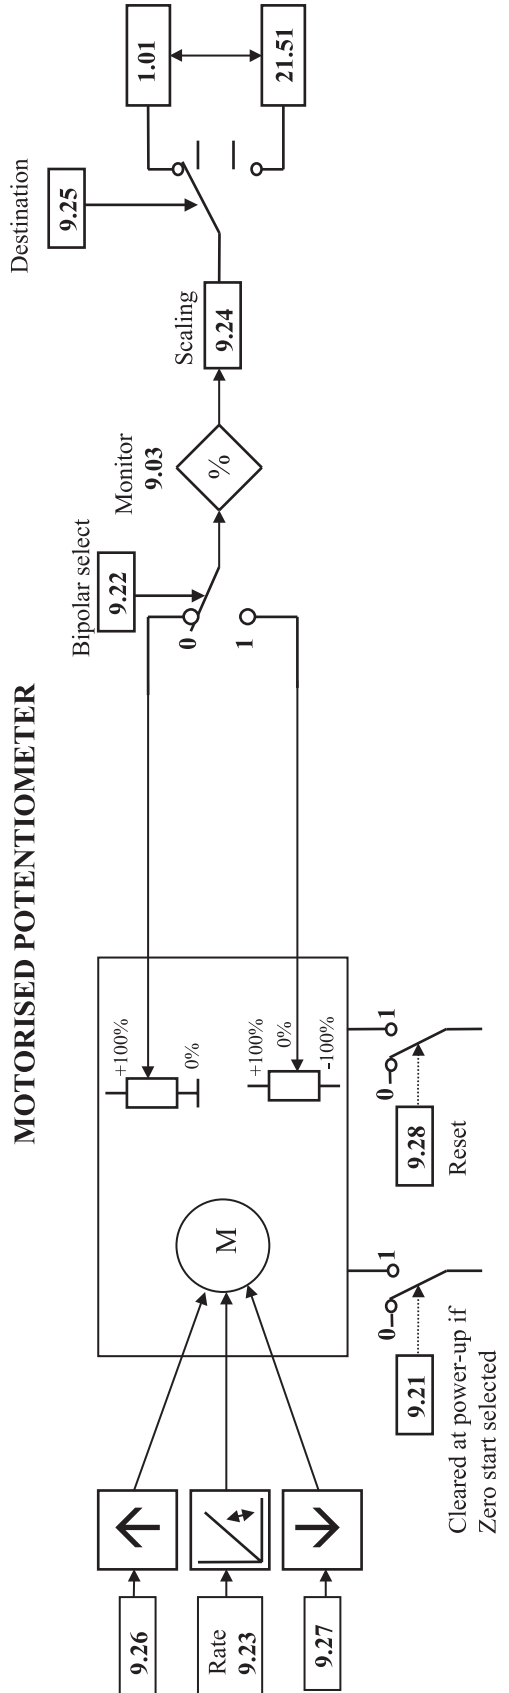 MOTORISED POTENTIOMETER
9.26
Rate
9.23
9.27
M
+100%
0%
+100%
0%
-100%
Cleared at power-up if
Zero start selected
9.21
0
1
Reset
9.28
0
1
Bipolar select
9.22
0
1
Monitor
9.03
%
Scaling
9.24
Destination
9.25
1.01
21.51